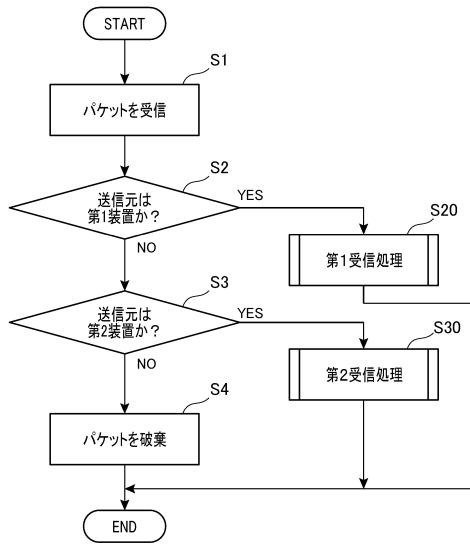 START
S1
パケットを受信
S2
送信元は
第1装置か？
YES
NO
S20
第1受信処理
S3
送信元は
第2装置か？
YES
NO
S30
第2受信処理
S4
パケットを破棄
END